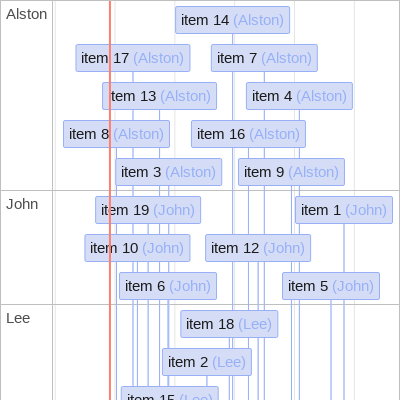 Alston
item 14 (Alston)
item 17 (Alston)
item 7 (Alston)
item 13 (Alston)
item 4 (Alston)
item 8 (Alston)
item 16 (Alston)
item 3 (Alston)
item 9 (Alston)
John
item 19 (John)
item 1 (John)
item 10 (John)
item 12 (John)
item 6 (John)
item 5 (John)
Lee
item 18 (Lee)
item 2 (Lee)
item 15 (Lee)